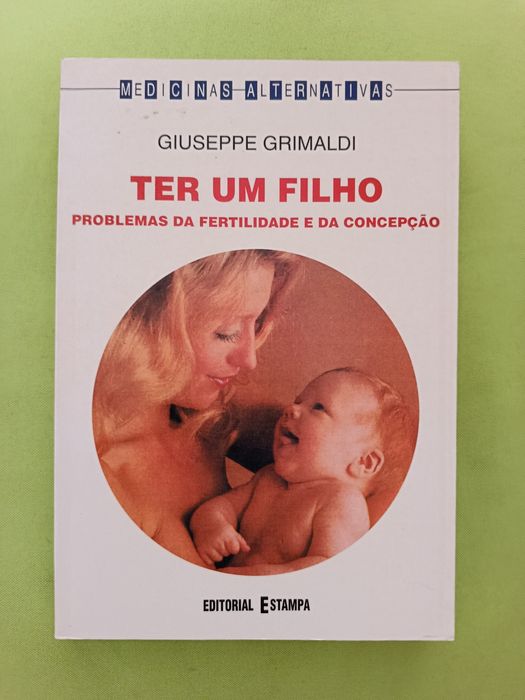 MEDICINAS ALTERNATIVAS
GIUSEPPE GRIMALDI
TER UM FILHO
PROBLEMAS DA FERTILIDADE E DA CONCEPÇÃO
EDITORIAL ESTAMPA